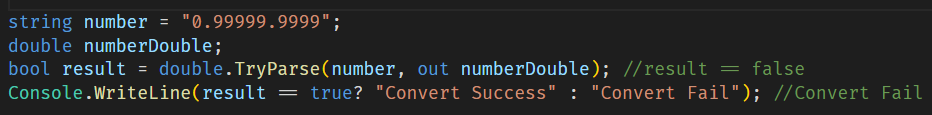 string number = "0.99999.9999";
double numberDouble;
bool result = double.TryParse(number, out numberDouble); //result == false
Console.WriteLine(result == true? "Convert Success" : "Convert Fail"); //Convert Fail